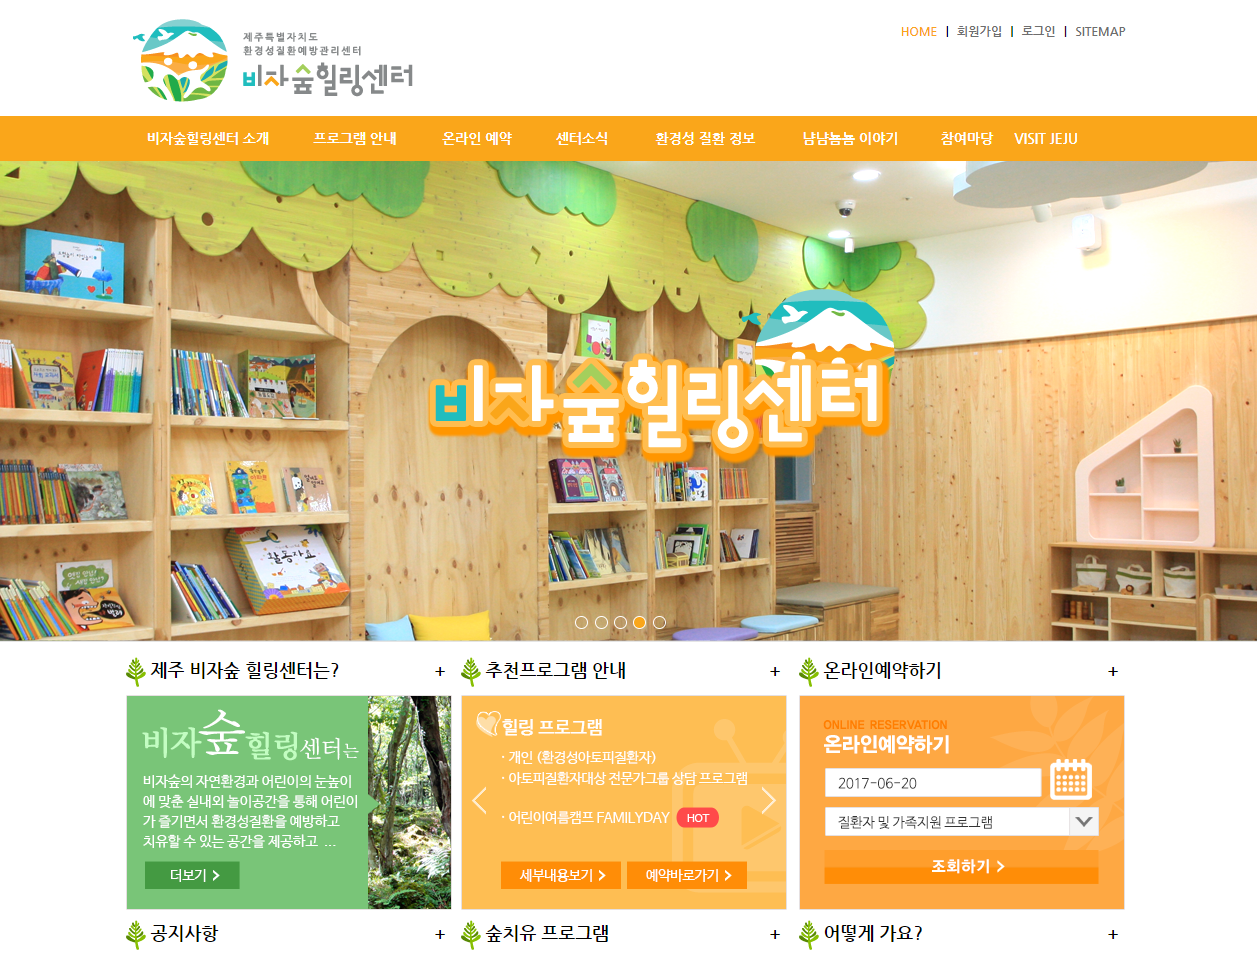 제주특별자치도
환경성질환예방관리센터
비자숲힐링센터
HOME | 회원가입 | 로그인 | SITEMAP
비자숲힐링센터 소개 프로그램 안내 온라인 예약 센터소식 환경성 질환 정보 냠냠놈놈 이야기 참여마당 VISIT JEJU
활동자료
비자숲힐링센터
제주 비자숲 힐링센터는? +
비자숲힐링센터는
비자숲의 자연환경과 어린이의 눈높이
에 맞춘 실내외 놀이공간을 통해 어린이
가 즐기면서 환경성질환을 예방하고
치유할 수 있는 공간을 제공하고 ...
더보기 >
추천프로그램 안내 +
힐링 프로그램
· 개인 (환경성아토피질환자)
· 아토피질환자대상 전문가그룹 상담 프로그램
· 어린이여름캠프 FAMILYDAY HOT
세부내용보기 > 예약바로가기 >
온라인예약하기 +
ONLINE RESERVATION
온라인예약하기
2017-06-20
질환자 및 가족지원 프로그램
조회하기 >
공지사항 +
숲치유 프로그램 +
어떻게 가요? +